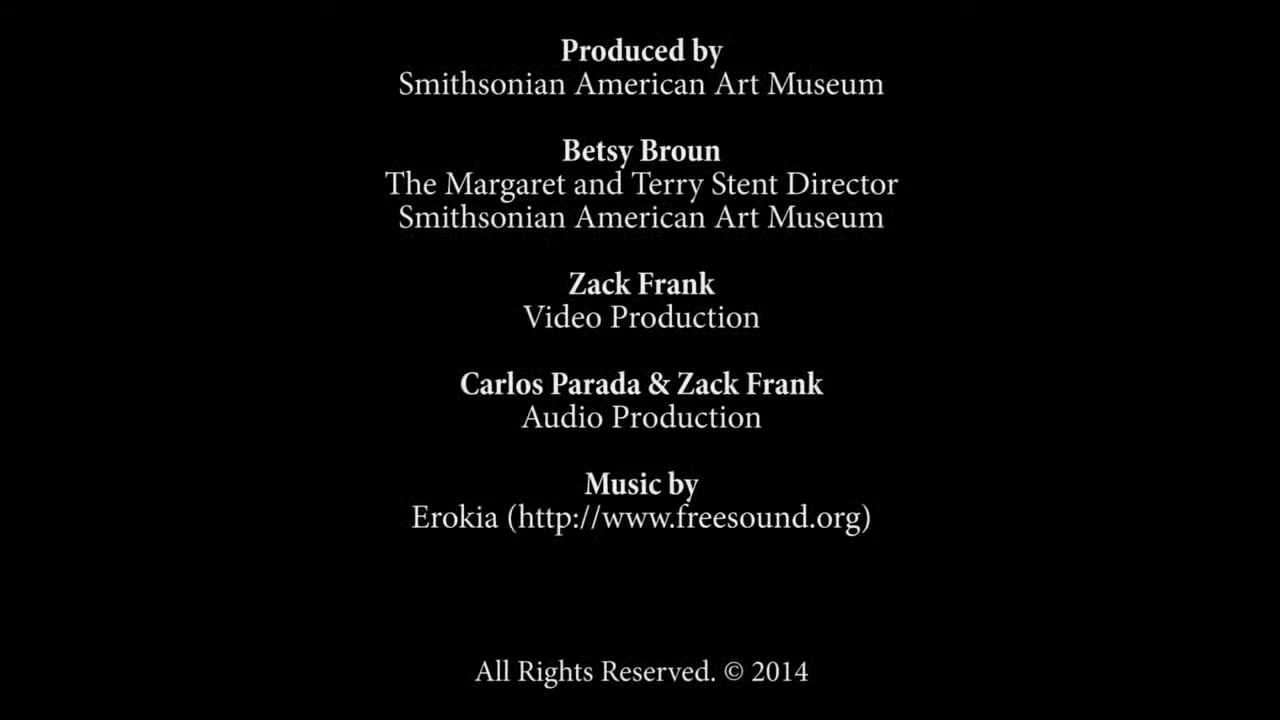 Produced by
Smithsonian American Art Museum
Betsy Broun
The Margaret and Terry Stent Director
Smithsonian American Art Museum
Zack Frank
Video Production
Carlos Parada & Zack Frank
Audio Production
Music by
Erokia (http://www.freesound.org)
All Rights Reserved. © 2014